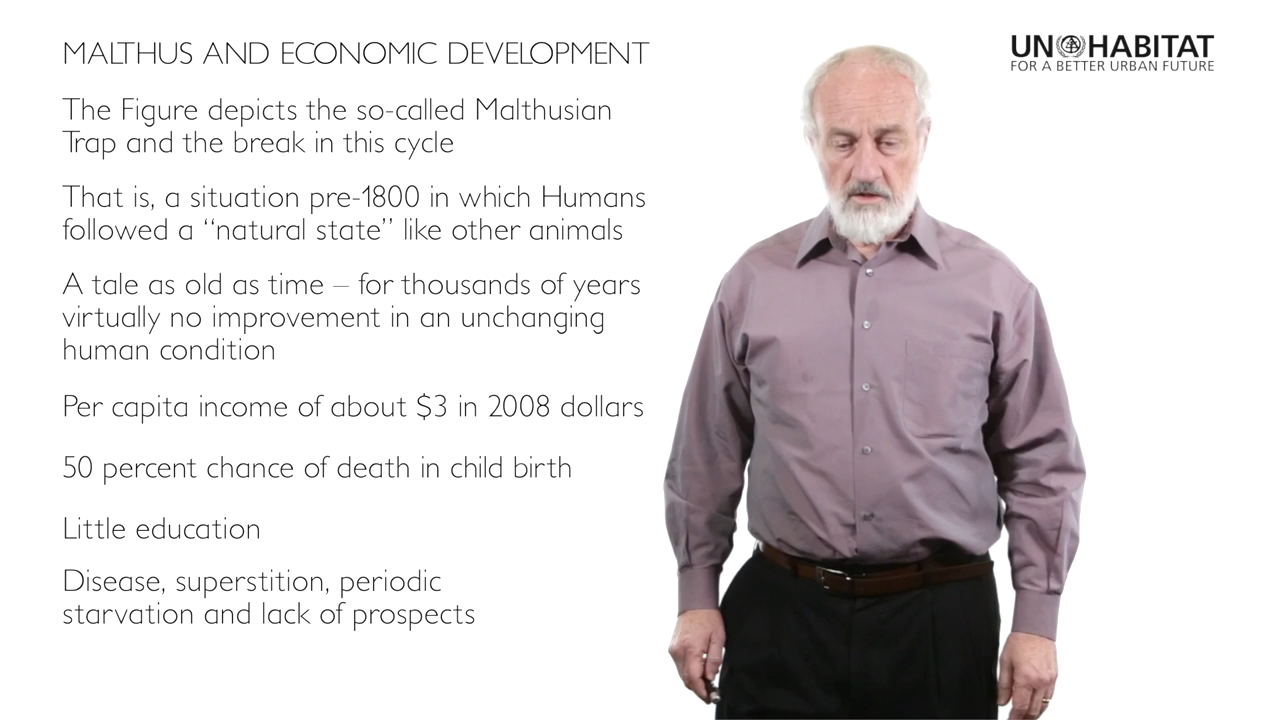 MALTHUS AND ECONOMIC DEVELOPMENT
The Figure depicts the so-called Malthusian
Trap and the break in this cycle
That is, a situation pre-1800 in which Humans
followed a “natural state” like other animals
A tale as old as time – for thousands of years
virtually no improvement in an unchanging
human condition
Per capita income of about $3 in 2008 dollars
50 percent chance of death in child birth
Little education
Disease, superstition, periodic
starvation and lack of prospects
UN HABITAT
FOR A BETTER URBAN FUTURE